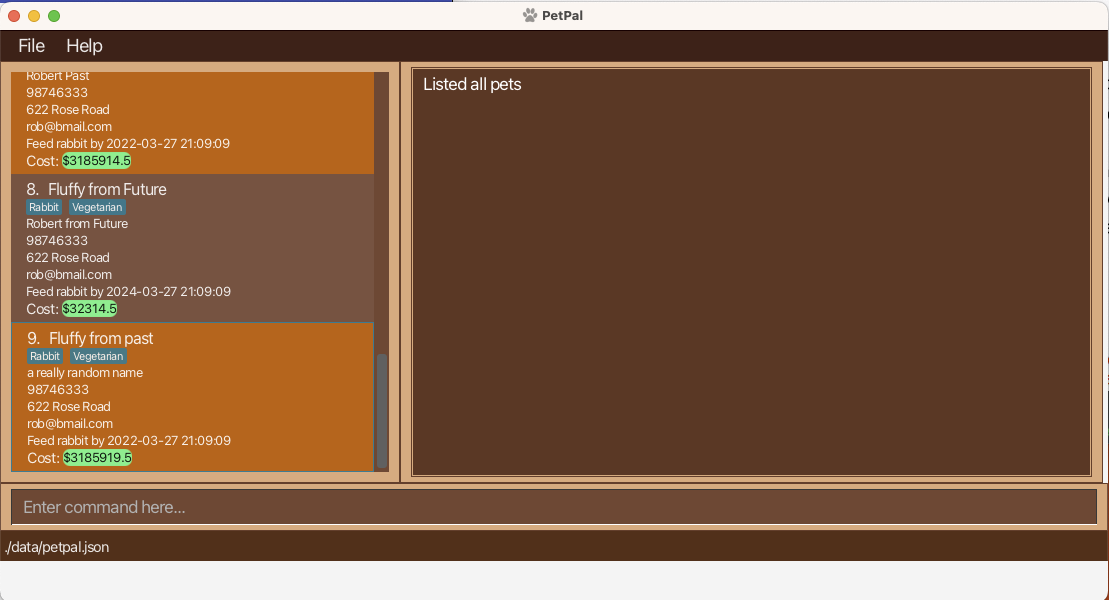 PetPal
File Help
Robert Past
98746333
622 Rose Road
rob@bmail.com
Feed rabbit by 2022-03-27 21:09:09
Cost: $3185914.5
8. Fluffy from Future
Rabbit Vegetarian
Robert from Future
98746333
622 Rose Road
rob@bmail.com
Feed rabbit by 2024-03-27 21:09:09
Cost: $32314.5
9. Fluffy from past
Rabbit Vegetarian
a really random name
98746333
622 Rose Road
rob@bmail.com
Feed rabbit by 2022-03-27 21:09:09
Cost: $3185919.5
Listed all pets
Enter command here...
./data/petpal.json